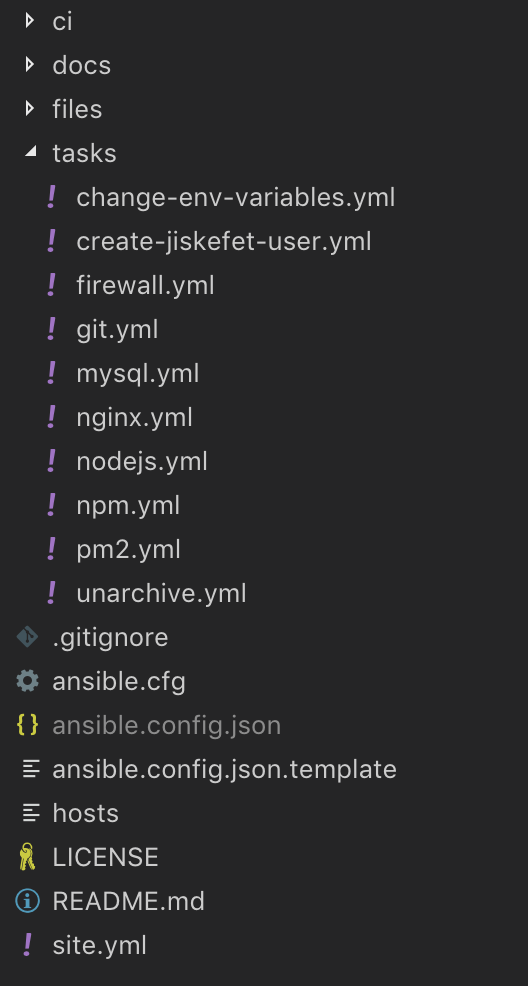 ci
docs
files
tasks
change-env-variables.yml
create-jiskefet-user.yml
firewall.yml
git.yml
mysql.yml
nginx.yml
nodejs.yml
npm.yml
pm2.yml
unarchive.yml
.gitignore
ansible.cfg
ansible.config.json
ansible.config.json.template
hosts
LICENSE
README.md
site.yml